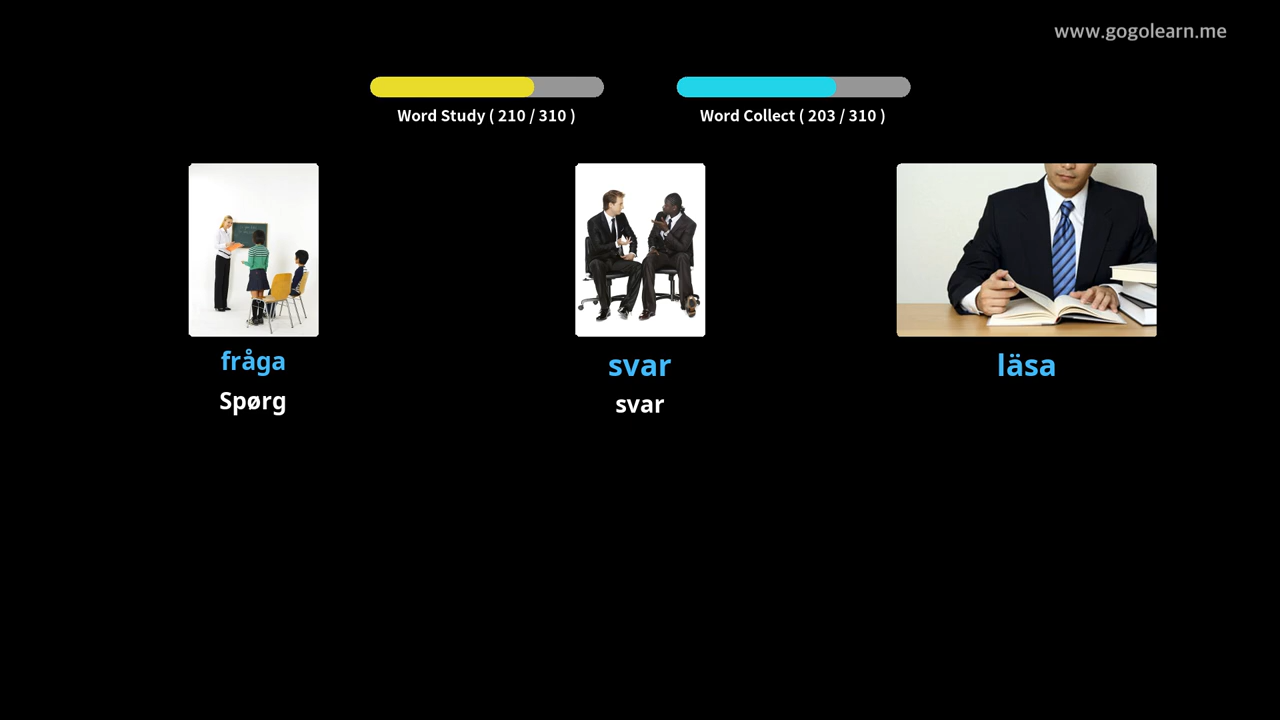 www.gogolearn.me
Word Study ( 210 / 310 )
Word Collect ( 203 / 310 )
fråga
Spørg
svar
svar
läsa